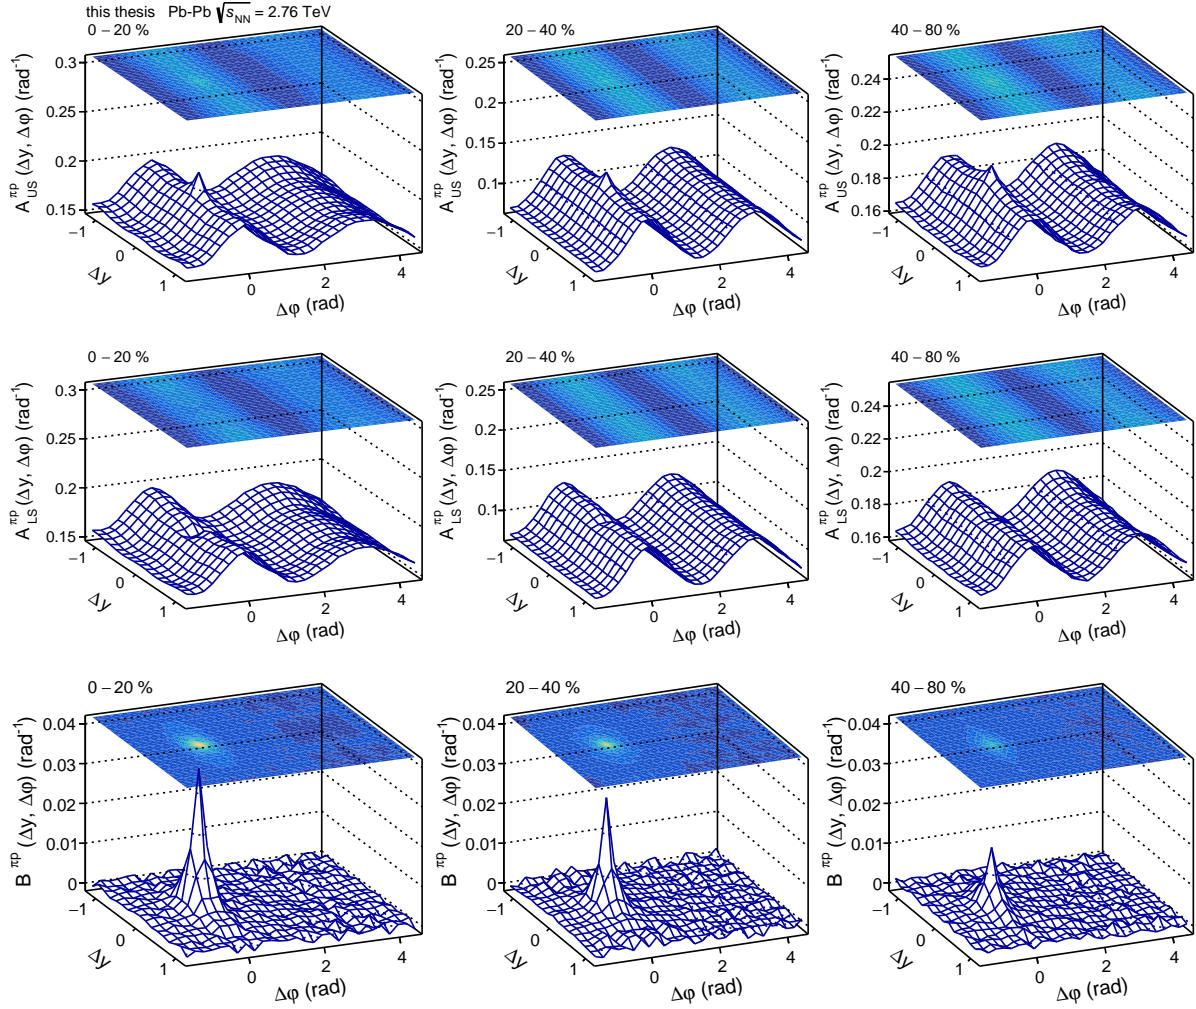 this thesis Pb-Pb √s_NN = 2.76 TeV
0 – 20 %
20 – 40 %
40 – 80 %
A_US^πp (Δy, Δφ) (rad⁻¹)
0.3
0.25
0.2
0.15
−1
0
1
Δy
0
2
4
Δφ (rad)
A_US^πp (Δy, Δφ) (rad⁻¹)
0.25
0.2
0.15
0.1
−1
0
1
Δy
0
2
4
Δφ (rad)
A_US^πp (Δy, Δφ) (rad⁻¹)
0.24
0.22
0.2
0.18
0.16
−1
0
1
Δy
0
2
4
Δφ (rad)
0 – 20 %
20 – 40 %
40 – 80 %
A_LS^πp (Δy, Δφ) (rad⁻¹)
0.3
0.25
0.2
0.15
−1
0
1
Δy
0
2
4
Δφ (rad)
A_LS^πp (Δy, Δφ) (rad⁻¹)
0.25
0.2
0.15
0.1
−1
0
1
Δy
0
2
4
Δφ (rad)
A_LS^πp (Δy, Δφ) (rad⁻¹)
0.24
0.22
0.2
0.18
0.16
−1
0
1
Δy
0
2
4
Δφ (rad)
0 – 20 %
20 – 40 %
40 – 80 %
B^πp (Δy, Δφ) (rad⁻¹)
0.04
0.03
0.02
0.01
0
−1
0
1
Δy
0
2
4
Δφ (rad)
B^πp (Δy, Δφ) (rad⁻¹)
0.04
0.03
0.02
0.01
0
−1
0
1
Δy
0
2
4
Δφ (rad)
B^πp (Δy, Δφ) (rad⁻¹)
0.04
0.03
0.02
0.01
0
−1
0
1
Δy
0
2
4
Δφ (rad)